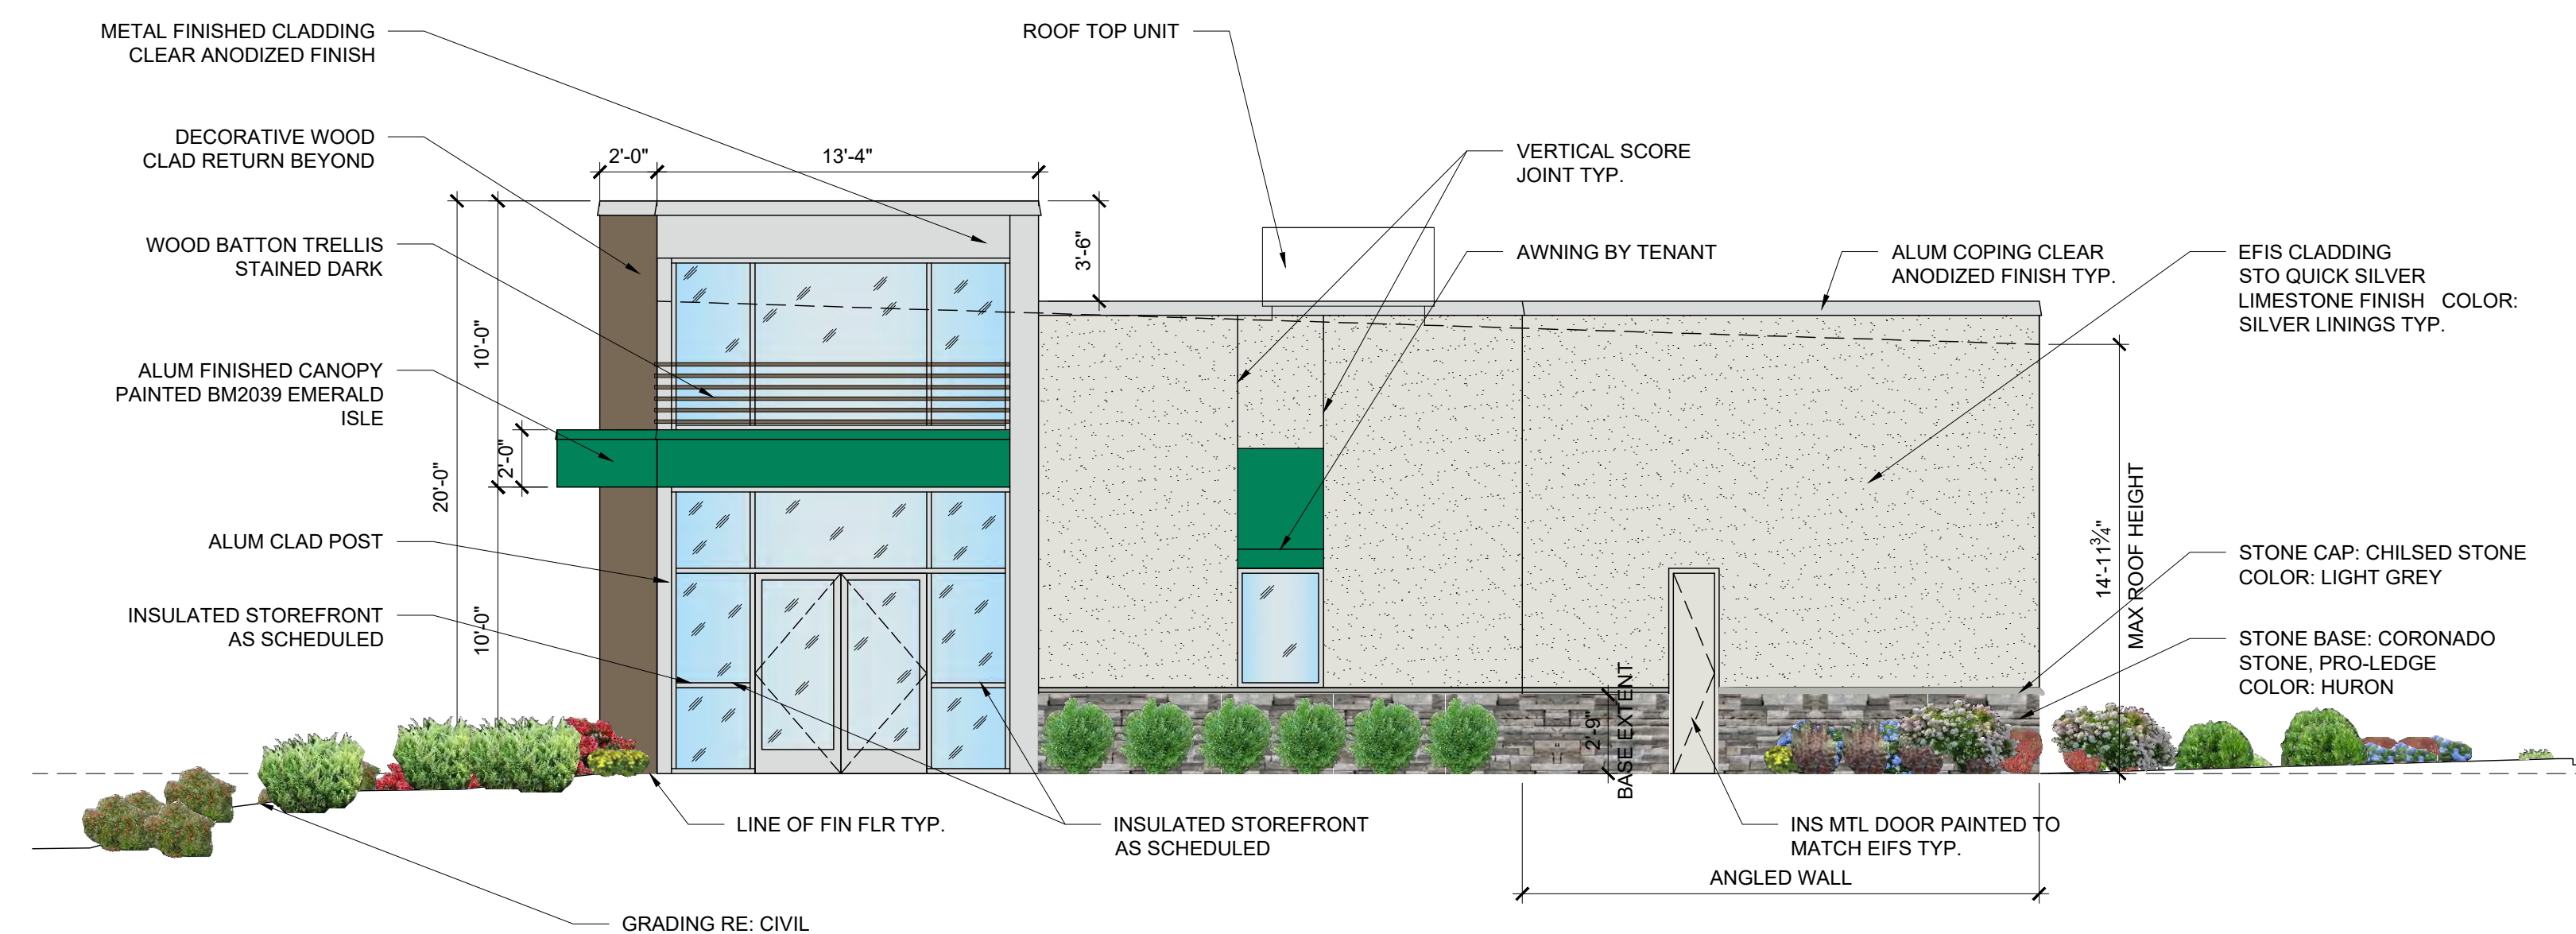 METAL FINISHED CLADDING
CLEAR ANODIZED FINISH
ROOF TOP UNIT
DECORATIVE WOOD
CLAD RETURN BEYOND
2'-0"
13'-4"
VERTICAL SCORE
JOINT TYP.
WOOD BATTON TRELLIS
STAINED DARK
3'-6"
AWNING BY TENANT
ALUM COPING CLEAR
ANODIZED FINISH TYP.
EFIS CLADDING
STO QUICK SILVER
LIMESTONE FINISH COLOR:
SILVER LININGS TYP.
10'-0"
ALUM FINISHED CANOPY
PAINTED BM2039 EMERALD
ISLE
2'-0"
20'-0"
ALUM CLAD POST
14'-11¾"
MAX ROOF HEIGHT
STONE CAP: CHILSED STONE
COLOR: LIGHT GREY
INSULATED STOREFRONT
AS SCHEDULED
10'-0"
STONE BASE: CORONADO
STONE, PRO-LEDGE
COLOR: HURON
2'-9"
BASE EXTENT
LINE OF FIN FLR TYP.
INSULATED STOREFRONT
AS SCHEDULED
INS MTL DOOR PAINTED TO
MATCH EIFS TYP.
ANGLED WALL
GRADING RE: CIVIL